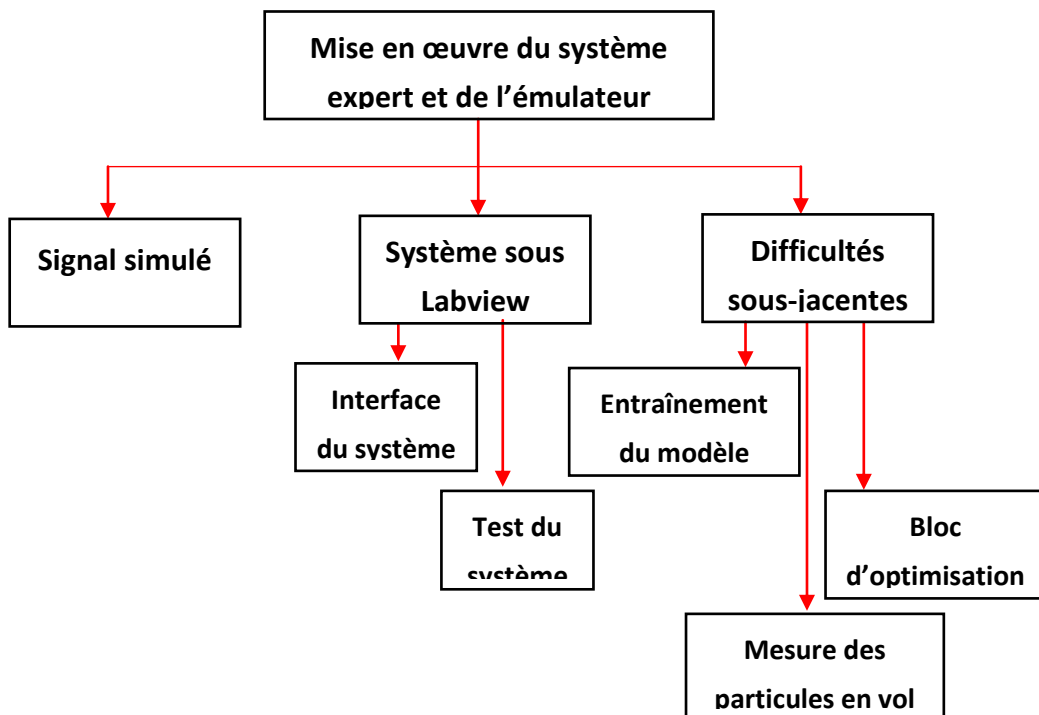 Mise en œuvre du système
expert et de l’émulateur
Signal simulé
Système sous
Labview
Difficultés
sous-jacentes
Interface
du système
Entraînement
du modèle
Test du
système
Bloc
d’optimisation
Mesure des
particules en vol